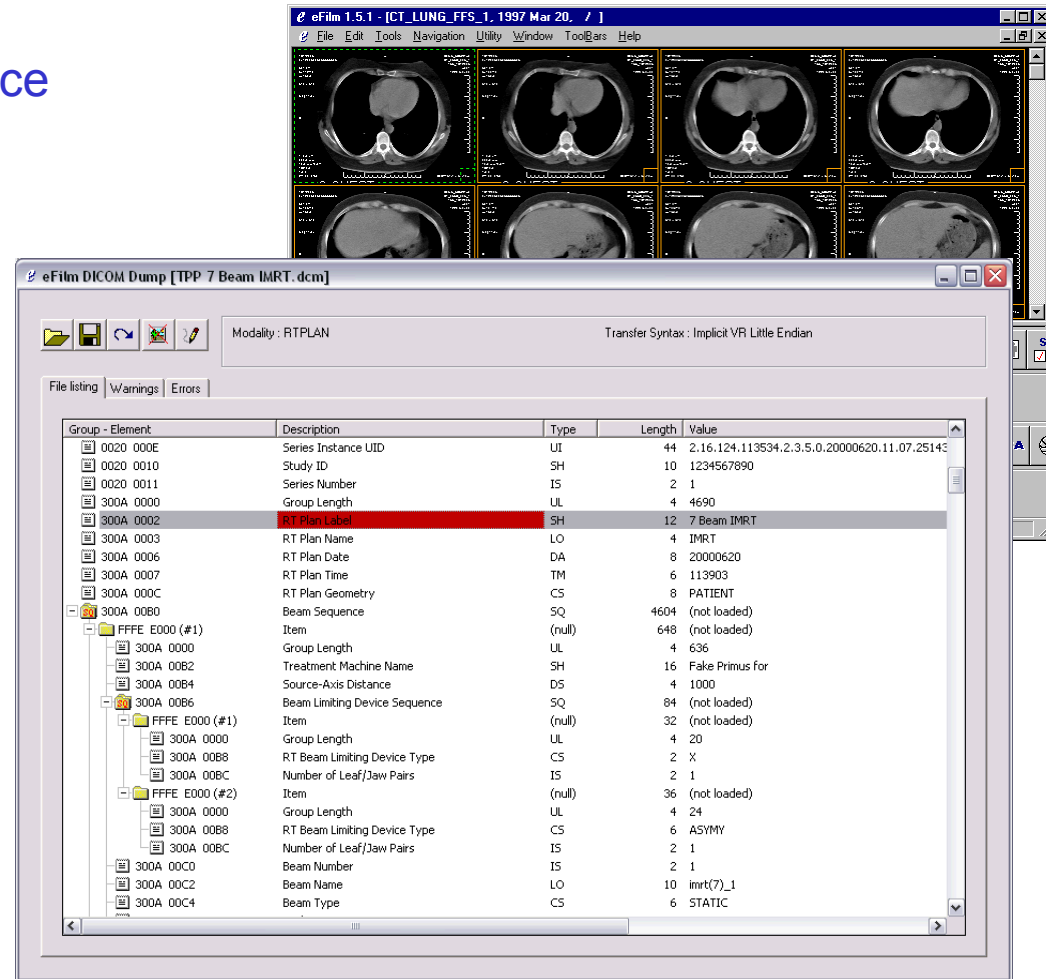 ce
eFilm 1.5.1 - [CT_LUNG_FFS_1, 1997 Mar 20, / ]
File Edit Tools Navigation Utility Window ToolBars Help
eFilm DICOM Dump [TPP 7 Beam IMRT.dcm]
Modality : RTPLAN Transfer Syntax : Implicit VR Little Endian
File listing Warnings Errors
Group - Element Description Type Length Value
0020 000E Series Instance UID UI 44 2.16.124.113534.2.3.5.0.20000620.11.07.25143
0020 0010 Study ID SH 10 1234567890
0020 0011 Series Number IS 2 1
300A 0000 Group Length UL 4 4690
300A 0002 RT Plan Label SH 12 7 Beam IMRT
300A 0003 RT Plan Name LO 4 IMRT
300A 0006 RT Plan Date DA 8 20000620
300A 0007 RT Plan Time TM 6 113903
300A 000C RT Plan Geometry CS 8 PATIENT
SQ 300A 00B0 Beam Sequence SQ 4604 (not loaded)
FFFE E000 (#1) Item (null) 648 (not loaded)
300A 0000 Group Length UL 4 636
300A 00B2 Treatment Machine Name SH 16 Fake Primus for
300A 00B4 Source-Axis Distance DS 4 1000
SQ 300A 00B6 Beam Limiting Device Sequence SQ 84 (not loaded)
FFFE E000 (#1) Item (null) 32 (not loaded)
300A 0000 Group Length UL 4 20
300A 00B8 RT Beam Limiting Device Type CS 2 X
300A 00BC Number of Leaf/Jaw Pairs IS 2 1
FFFE E000 (#2) Item (null) 36 (not loaded)
300A 0000 Group Length UL 4 24
300A 00B8 RT Beam Limiting Device Type CS 6 ASYMY
300A 00BC Number of Leaf/Jaw Pairs IS 2 1
300A 00C0 Beam Number IS 2 1
300A 00C2 Beam Name LO 10 imrt(7)_1
300A 00C4 Beam Type CS 6 STATIC